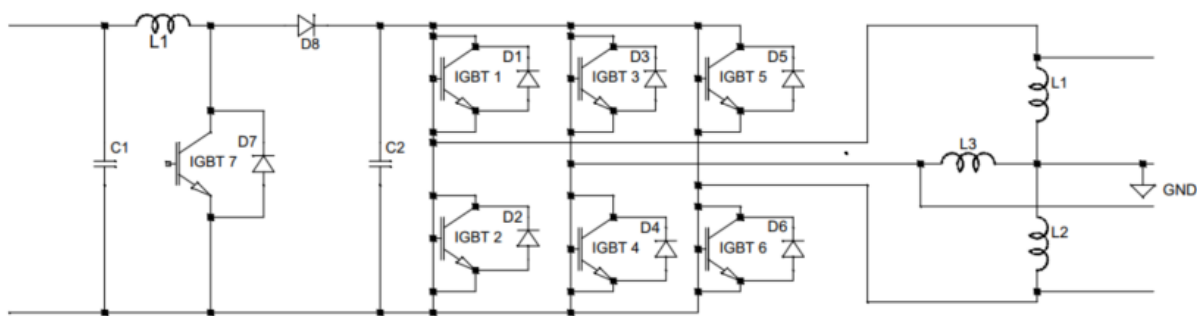 L1
D8
C1
IGBT 7
D7
C2
IGBT 1
D1
IGBT 3
D3
IGBT 5
D5
IGBT 2
D2
IGBT 4
D4
IGBT 6
D6
L1
L3
GND
L2